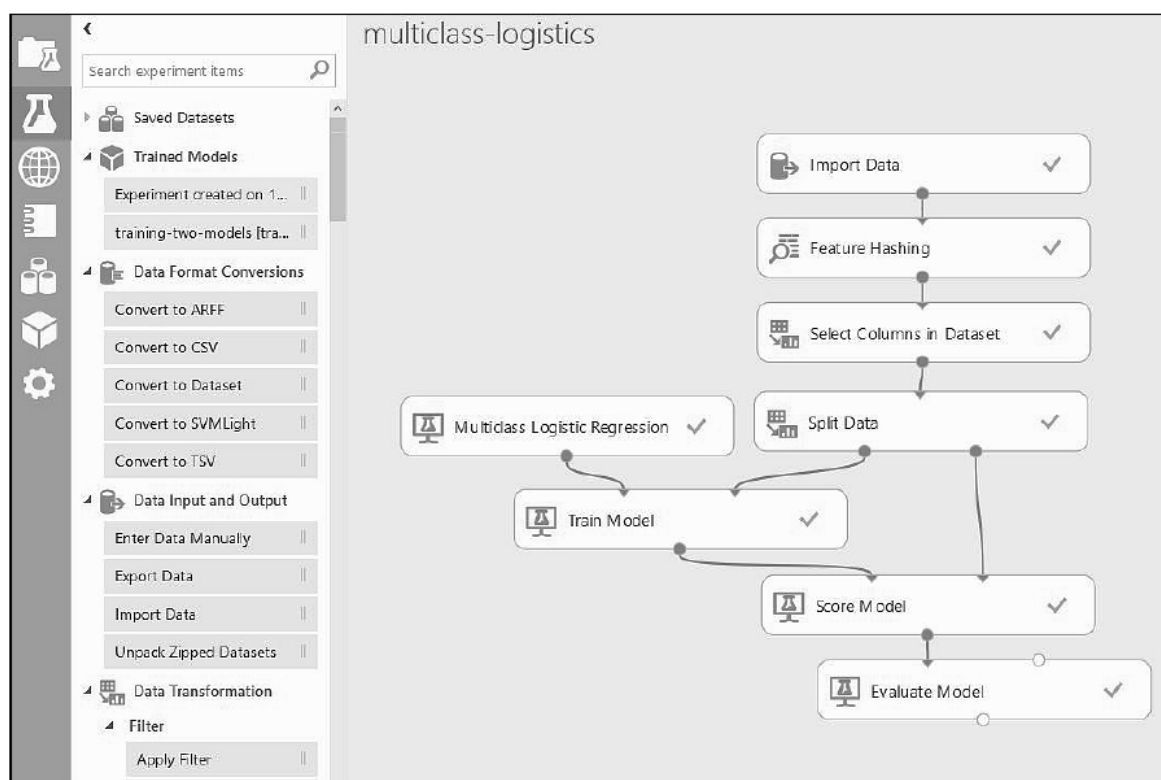 multiclass-logistics
Search experiment items
Saved Datasets
Trained Models
Experiment created on 1...
training-two-models [tra...
Data Format Conversions
Convert to ARFF
Convert to CSV
Convert to Dataset
Convert to SVMLight
Convert to TSV
Data Input and Output
Enter Data Manually
Export Data
Import Data
Unpack Zipped Datasets
Data Transformation
Filter
Apply Filter
Import Data
Feature Hashing
Select Columns in Dataset
Multiclass Logistic Regression
Split Data
Train Model
Score Model
Evaluate Model